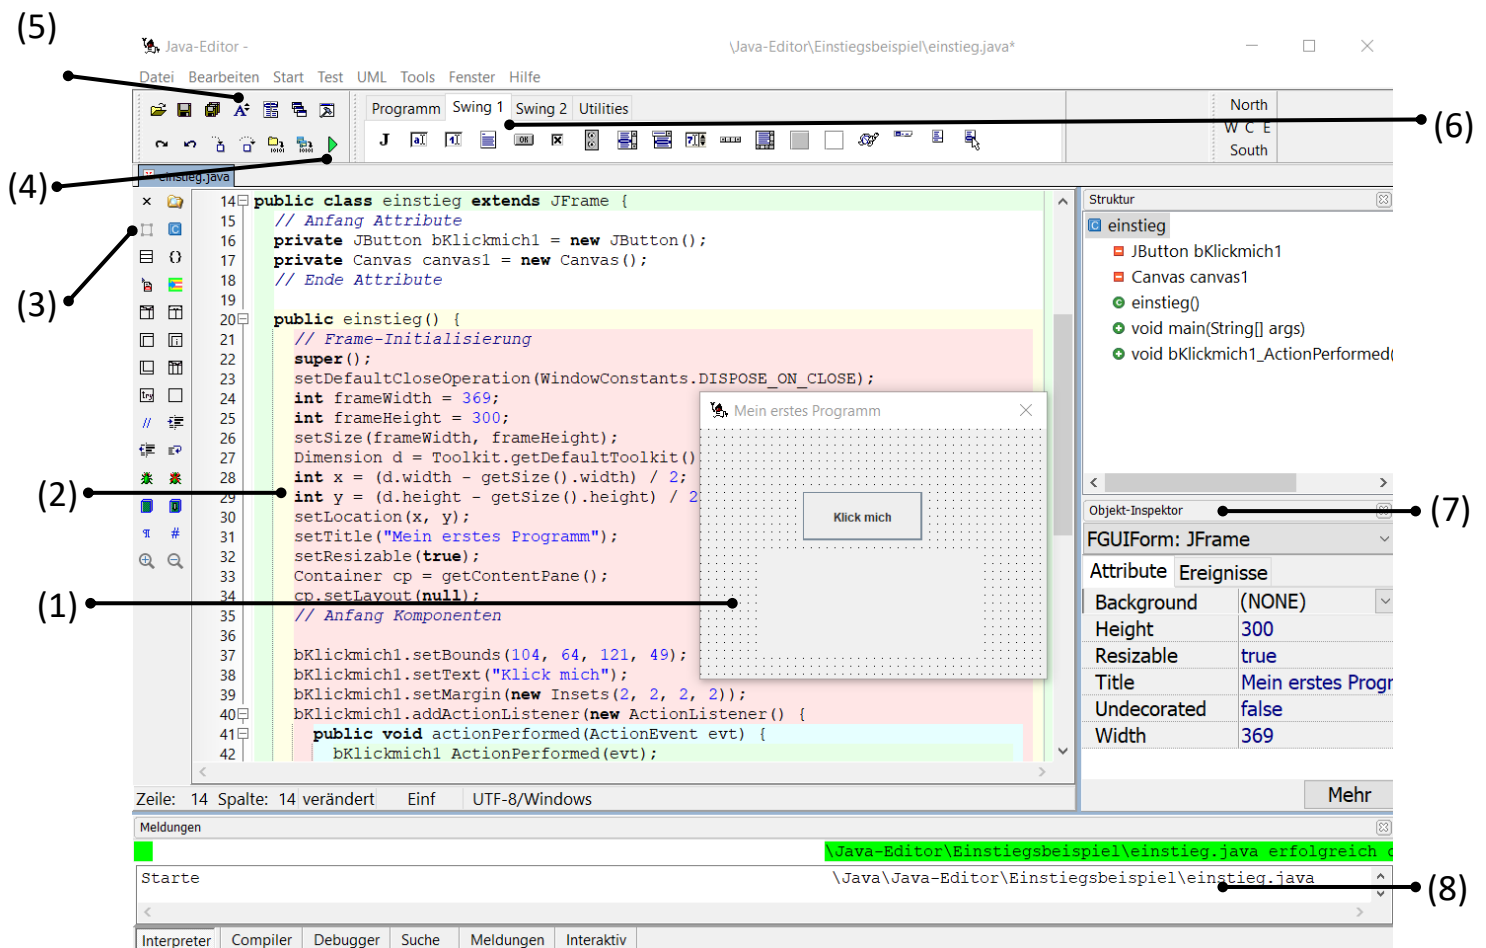 (5)
Java-Editor -
\Java-Editor\Einstiegsbeispiel\einstieg.java*
Datei Bearbeiten Start Test UML Tools Fenster Hilfe
Programm Swing 1 Swing 2 Utilities
North
W C E
South
(6)
(4)
einstieg.java
(3)
14 public class einstieg extends JFrame {
15 // Anfang Attribute
16 private JButton bKlickmich1 = new JButton();
17 private Canvas canvas1 = new Canvas();
18 // Ende Attribute
19
20 public einstieg() {
21 // Frame-Initialisierung
22 super();
23 setDefaultCloseOperation(WindowConstants.DISPOSE_ON_CLOSE);
24 int frameWidth = 369;
25 int frameHeight = 300;
26 setSize(frameWidth, frameHeight);
27 Dimension d = Toolkit.getDefaultToolkit()
28 int x = (d.width - getSize().width) / 2;
29 int y = (d.height - getSize().height) / 2
30 setLocation(x, y);
31 setTitle("Mein erstes Programm");
32 setResizable(true);
33 Container cp = getContentPane();
34 cp.setLayout(null);
35 // Anfang Komponenten
36
37 bKlickmich1.setBounds(104, 64, 121, 49);
38 bKlickmich1.setText("Klick mich");
39 bKlickmich1.setMargin(new Insets(2, 2, 2, 2));
40 bKlickmich1.addActionListener(new ActionListener() {
41 public void actionPerformed(ActionEvent evt) {
42 bKlickmich1_ActionPerformed(evt);
(2)
(1)
Mein erstes Programm
Klick mich
Struktur
einstieg
JButton bKlickmich1
Canvas canvas1
einstieg()
void main(String[] args)
void bKlickmich1_ActionPerformed(
Objekt-Inspektor
(7)
FGUIForm: JFrame
Attribute Ereignisse
Background (NONE)
Height 300
Resizable true
Title Mein erstes Progr
Undecorated false
Width 369
Mehr
Zeile: 14 Spalte: 14 verändert Einf UTF-8/Windows
Meldungen
\Java-Editor\Einstiegsbeispiel\einstieg.java erfolgreich
Starte \Java\Java-Editor\Einstiegsbeispiel\einstieg.java
(8)
Interpreter Compiler Debugger Suche Meldungen Interaktiv